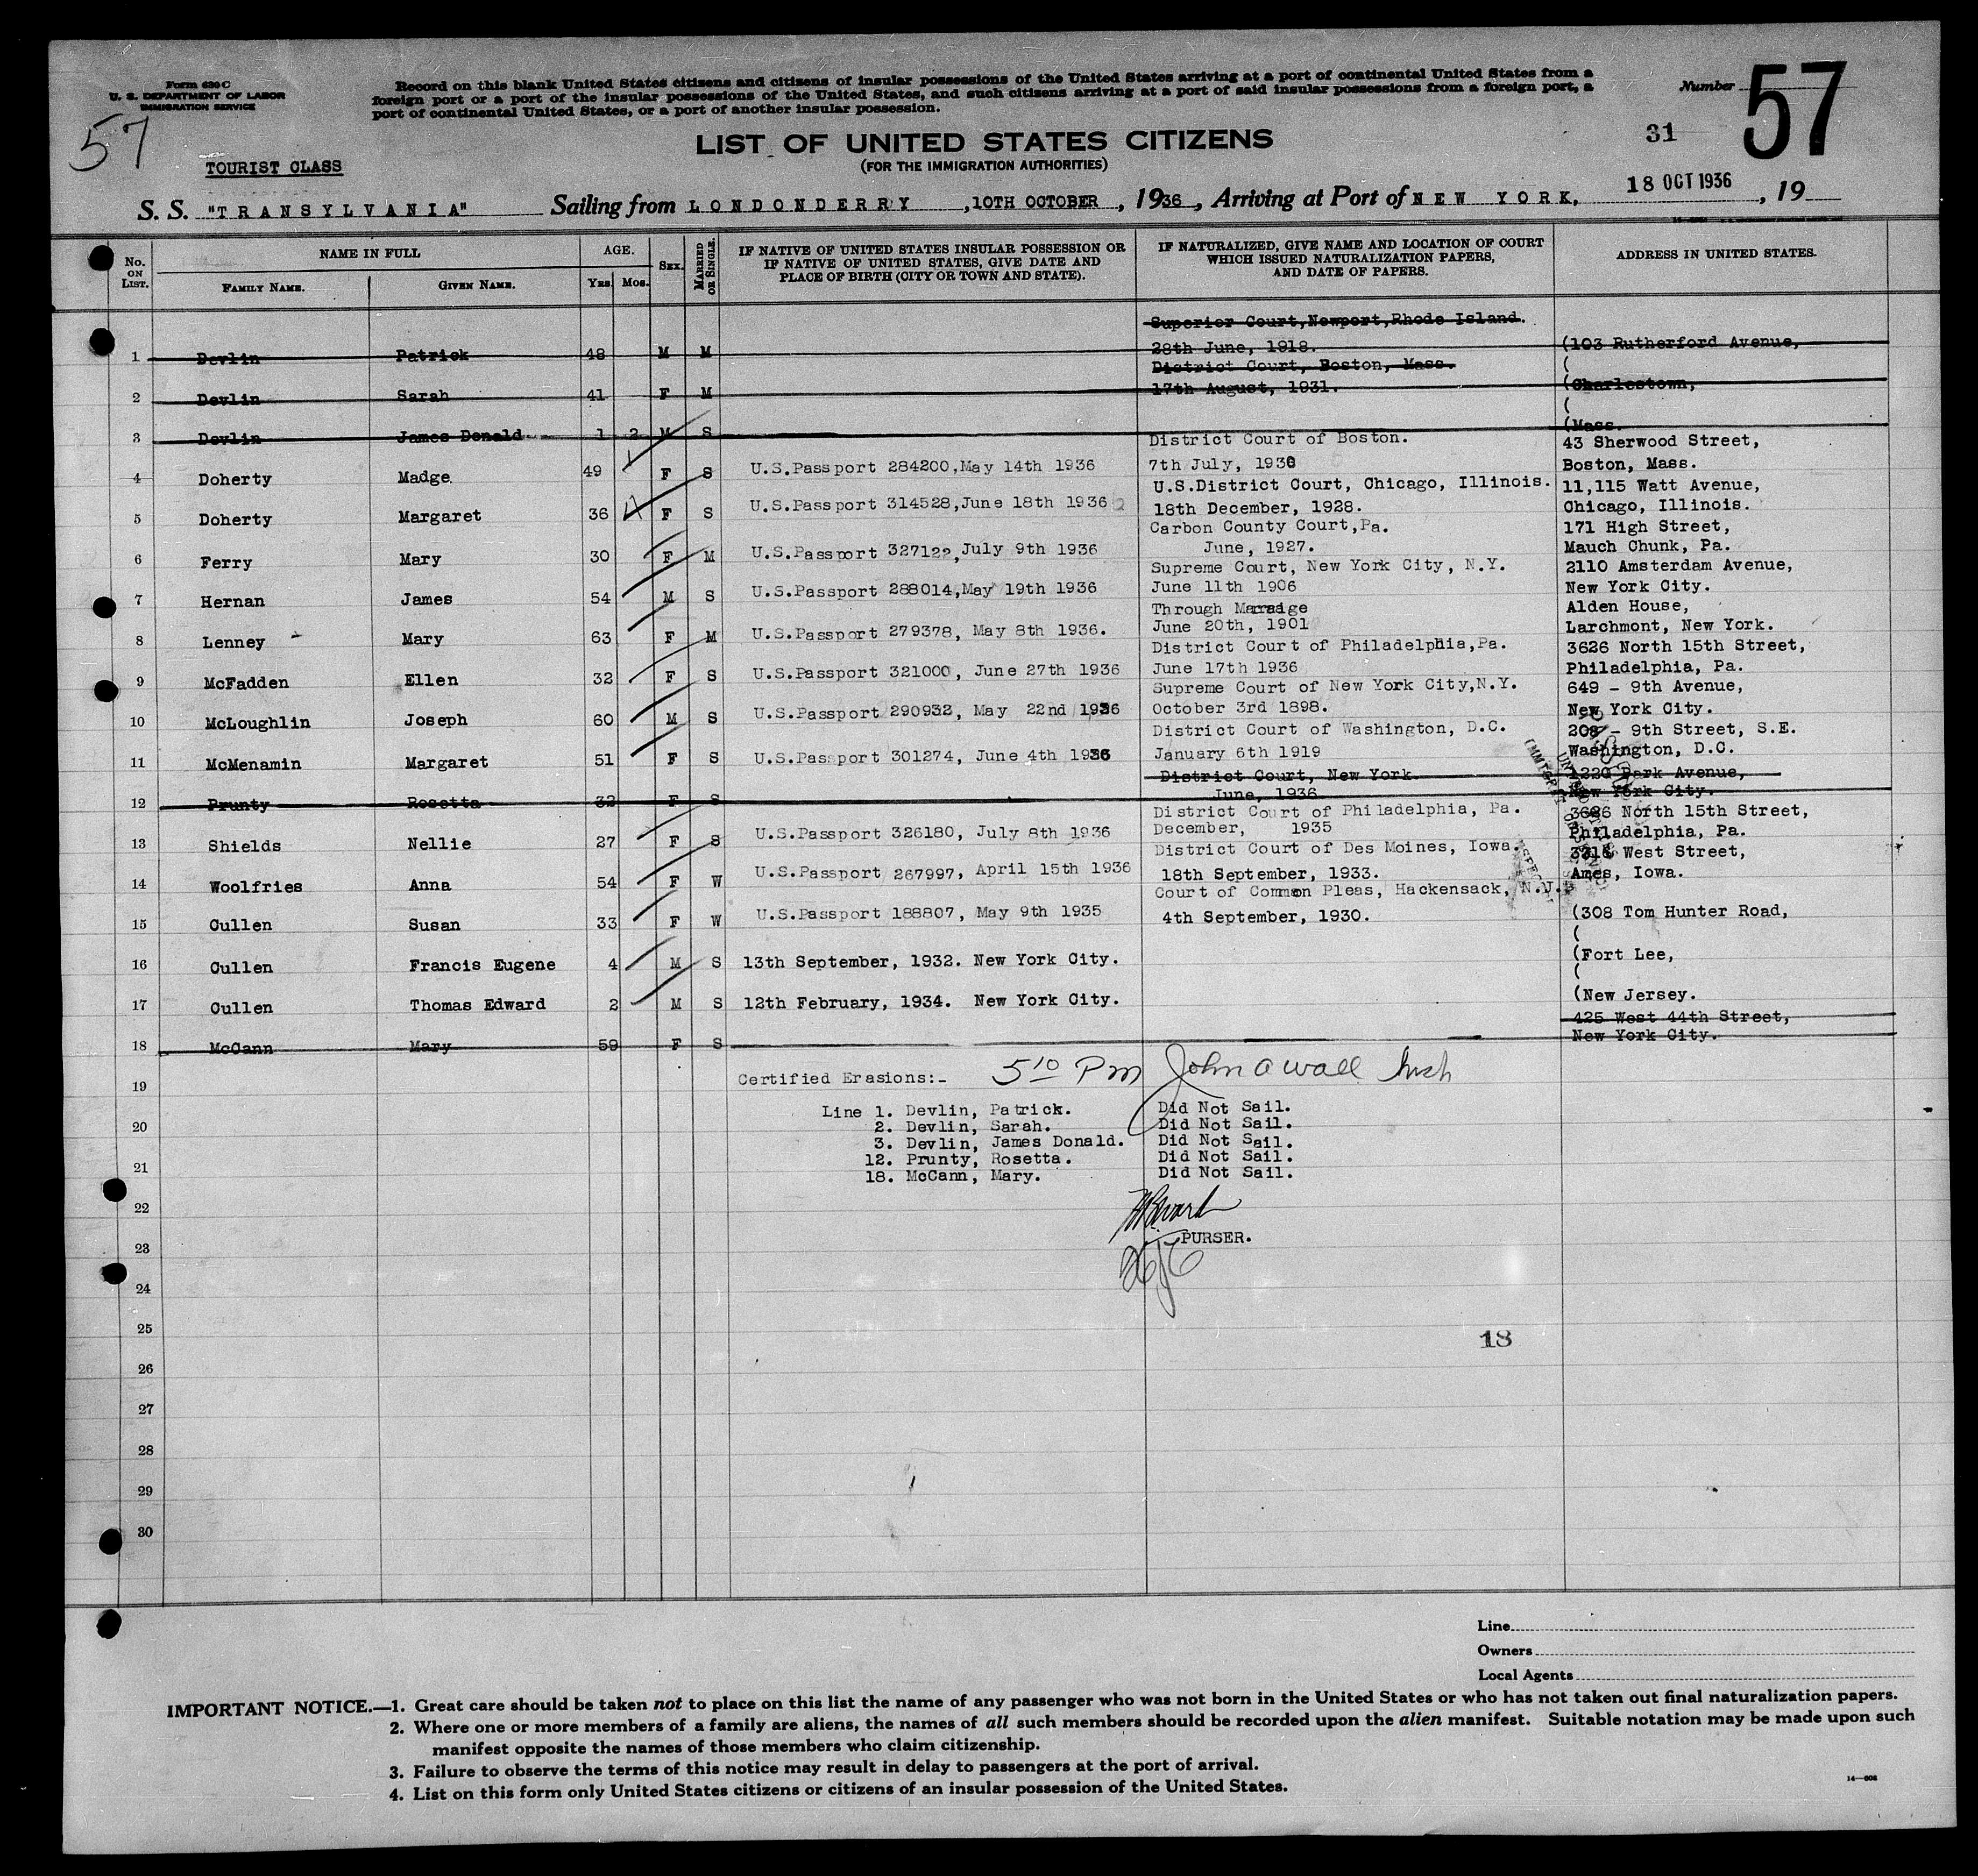 Form 630 C
U. S. DEPARTMENT OF LABOR
IMMIGRATION SERVICE
57
Record on this blank United States citizens and citizens of insular possessions of the United States arriving at a port of continental United States from a
foreign port or a port of the insular possessions of the United States, and such citizens arriving at a port of said insular possessions from a foreign port, a
port of continental United States, or a port of another insular possession.
Number 57
31
LIST OF UNITED STATES CITIZENS
(FOR THE IMMIGRATION AUTHORITIES)
TOURIST CLASS
S. S. "TRANSYLVANIA" Sailing from LONDONDERRY, 10TH OCTOBER, 1936, Arriving at Port of NEW YORK, 18 OCT 1936, 19
No. ON LIST. NAME IN FULL FAMILY NAME. GIVEN NAME. AGE. Yrs. Mos. SEX. MARRIED OR SINGLE. IF NATIVE OF UNITED STATES INSULAR POSSESSION OR IF NATIVE OF UNITED STATES, GIVE DATE AND PLACE OF BIRTH (CITY OR TOWN AND STATE). IF NATURALIZED, GIVE NAME AND LOCATION OF COURT WHICH ISSUED NATURALIZATION PAPERS, AND DATE OF PAPERS. ADDRESS IN UNITED STATES.
Superior Court, Newport, Rhode Island.
1 Devlin Patrick 48 M M 28th June, 1918. (103 Rutherford Avenue,
District Court, Boston, Mass. (
2 Devlin Sarah 41 F M 17th August, 1931. (Charlestown,
(
3 Devlin James Donald 1 2 M S (Mass.
District Court of Boston. 43 Sherwood Street,
4 Doherty Madge 49 F S U.S.Passport 284200, May 14th 1936 7th July, 1930 Boston, Mass.
U.S.District Court, Chicago, Illinois. 11,115 Watt Avenue,
5 Doherty Margaret 36 F S U.S.Passport 314528, June 18th 1936 18th December, 1928. Chicago, Illinois.
Carbon County Court, Pa. 171 High Street,
6 Ferry Mary 30 F M U.S.Passport 327122, July 9th 1936 June, 1927. Mauch Chunk, Pa.
Supreme Court, New York City, N.Y. 2110 Amsterdam Avenue,
7 Hernan James 54 M S U.S.Passport 288014, May 19th 1936 June 11th 1906 New York City.
Through Marraige Alden House,
8 Lenney Mary 63 F M U.S.Passport 279378, May 8th 1936. June 20th, 1901 Larchmont, New York.
District Court of Philadelphia, Pa. 3626 North 15th Street,
9 McFadden Ellen 32 F S U.S.Passport 321000, June 27th 1936 June 17th 1936 Philadelphia, Pa.
Supreme Court of New York City, N.Y. 649 - 9th Avenue,
10 McLoughlin Joseph 60 M S U.S.Passport 290932, May 22nd 1936 October 3rd 1898. New York City.
District Court of Washington, D.C. 208 - 9th Street, S.E.
11 McMenamin Margaret 51 F S U.S.Passport 301274, June 4th 1936 January 6th 1919 Washington, D.C.
District Court, New York. 1220 Park Avenue,
12 Prunty Rosetta 32 F S June, 1936 New York City.
District Court of Philadelphia, Pa. 3626 North 15th Street,
13 Shields Nellie 27 F S U.S.Passport 326180, July 8th 1936 December, 1935 Philadelphia, Pa.
District Court of Des Moines, Iowa. 3316 West Street,
14 Woolfries Anna 54 F W U.S.Passport 267997, April 15th 1936 18th September, 1933. Ames, Iowa.
Court of Common Pleas, Hackensack, N.J.
15 Cullen Susan 33 F W U.S.Passport 188807, May 9th 1935 4th September, 1930. (308 Tom Hunter Road,
(
16 Cullen Francis Eugene 4 M S 13th September, 1932. New York City. (Fort Lee,
(
17 Cullen Thomas Edward 2 M S 12th February, 1934. New York City. (New Jersey.
425 West 44th Street,
18 McCann Mary 59 F S New York City.
19 Certified Erasions:- 5 10 Pm John A Wall Insh
Line 1. Devlin, Patrick. Did Not Sail.
20 2. Devlin, Sarah. Did Not Sail.
3. Devlin, James Donald. Did Not Sail.
21 12. Prunty, Rosetta. Did Not Sail.
18. McCann, Mary. Did Not Sail.
22
PURSER.
23
24
25 18
26
27
28
29
30
Line
Owners
Local Agents
IMPORTANT NOTICE.—1. Great care should be taken not to place on this list the name of any passenger who was not born in the United States or who has not taken out final naturalization papers.
2. Where one or more members of a family are aliens, the names of all such members should be recorded upon the alien manifest. Suitable notation may be made upon such
manifest opposite the names of those members who claim citizenship.
3. Failure to observe the terms of this notice may result in delay to passengers at the port of arrival.
4. List on this form only United States citizens or citizens of an insular possession of the United States.
14—608